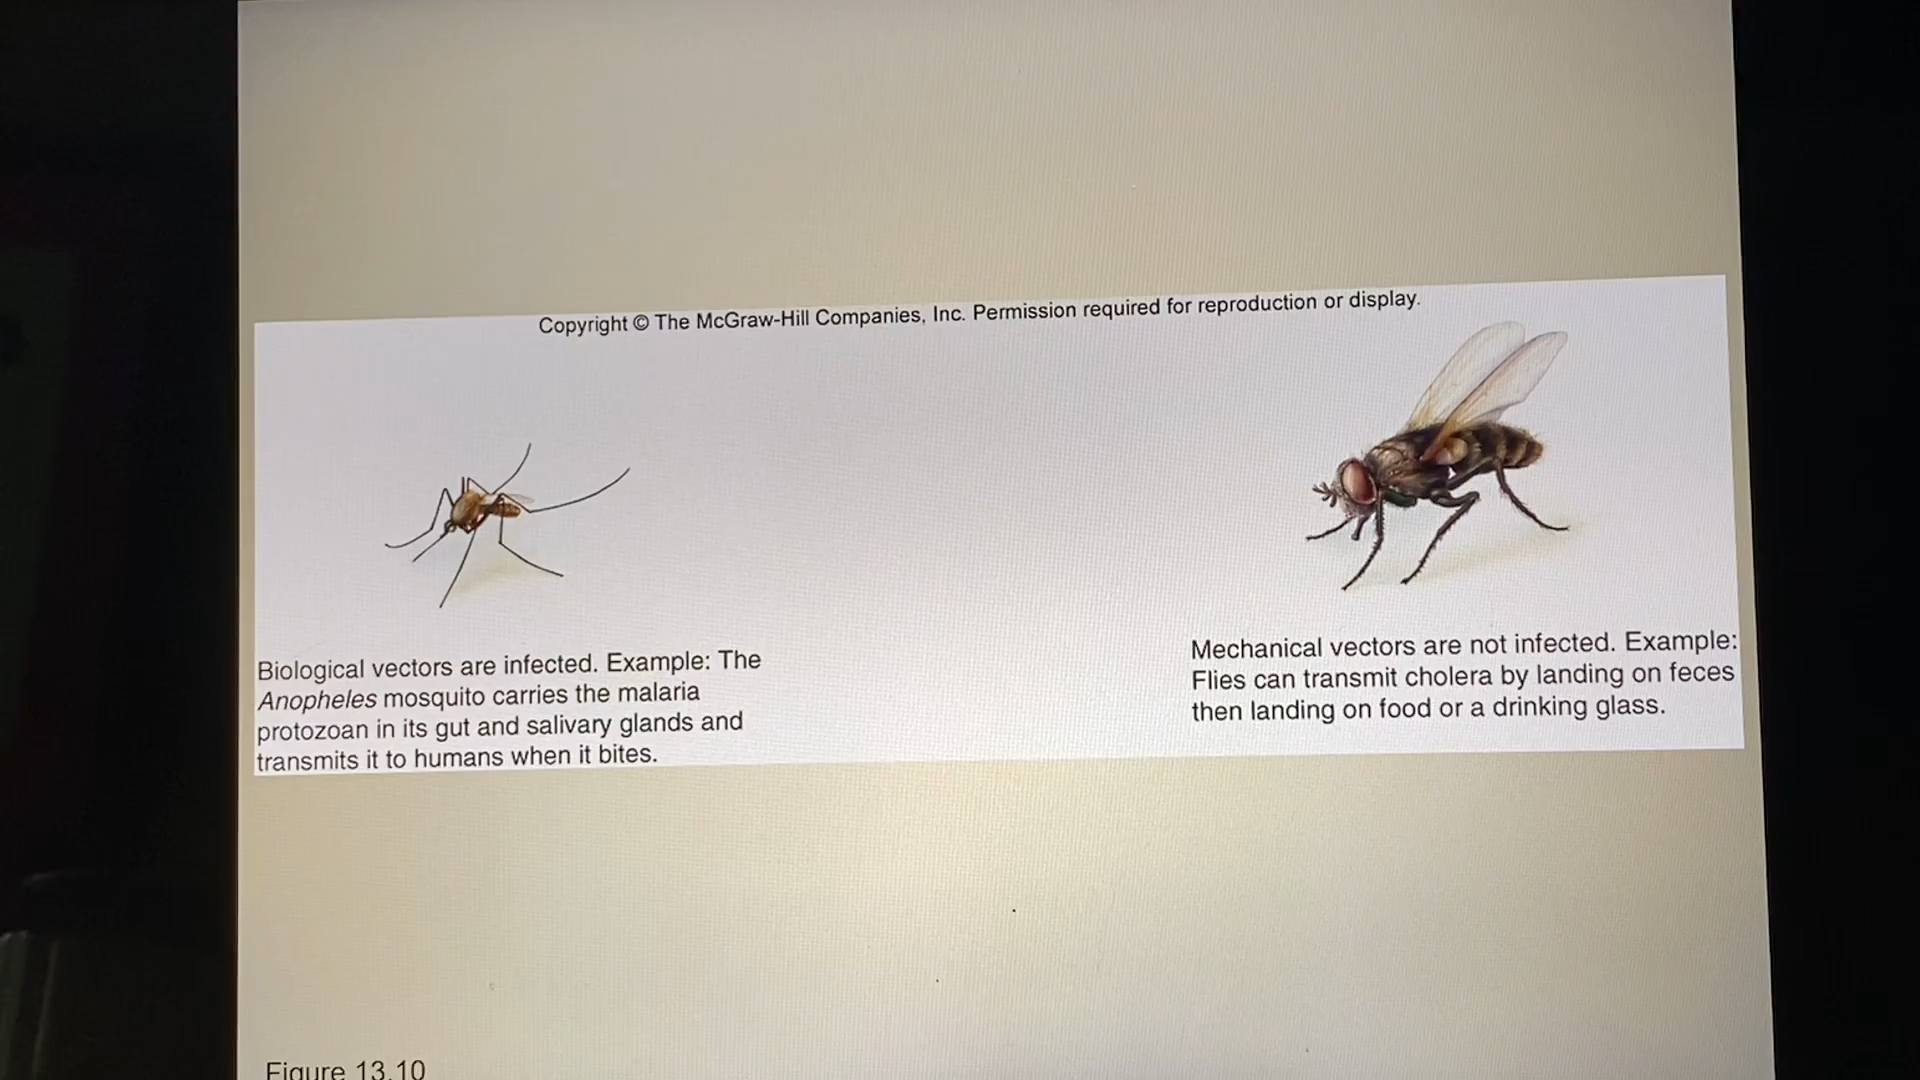 Copyright © The McGraw-Hill Companies, Inc. Permission required for reproduction or display.
Biological vectors are infected. Example: The
Anopheles mosquito carries the malaria
protozoan in its gut and salivary glands and
transmits it to humans when it bites.
Mechanical vectors are not infected. Example:
Flies can transmit cholera by landing on feces
then landing on food or a drinking glass.
Figure 13.10